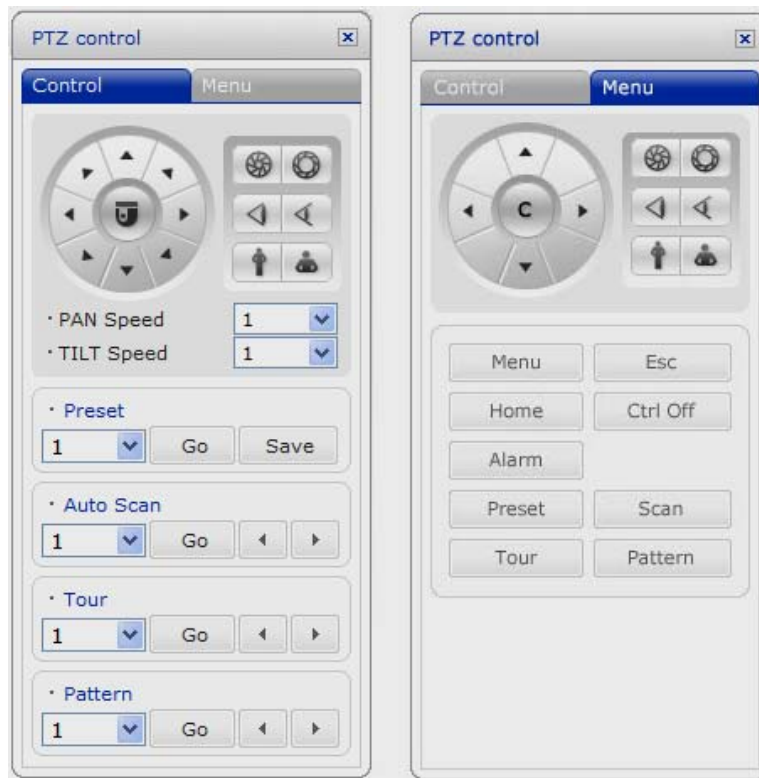 PTZ control
Control Menu
· PAN Speed 1
· TILT Speed 1
· Preset
1 Go Save
· Auto Scan
1 Go
· Tour
1 Go
· Pattern
1 Go
PTZ control
Control Menu
C
Menu Esc
Home Ctrl Off
Alarm
Preset Scan
Tour Pattern